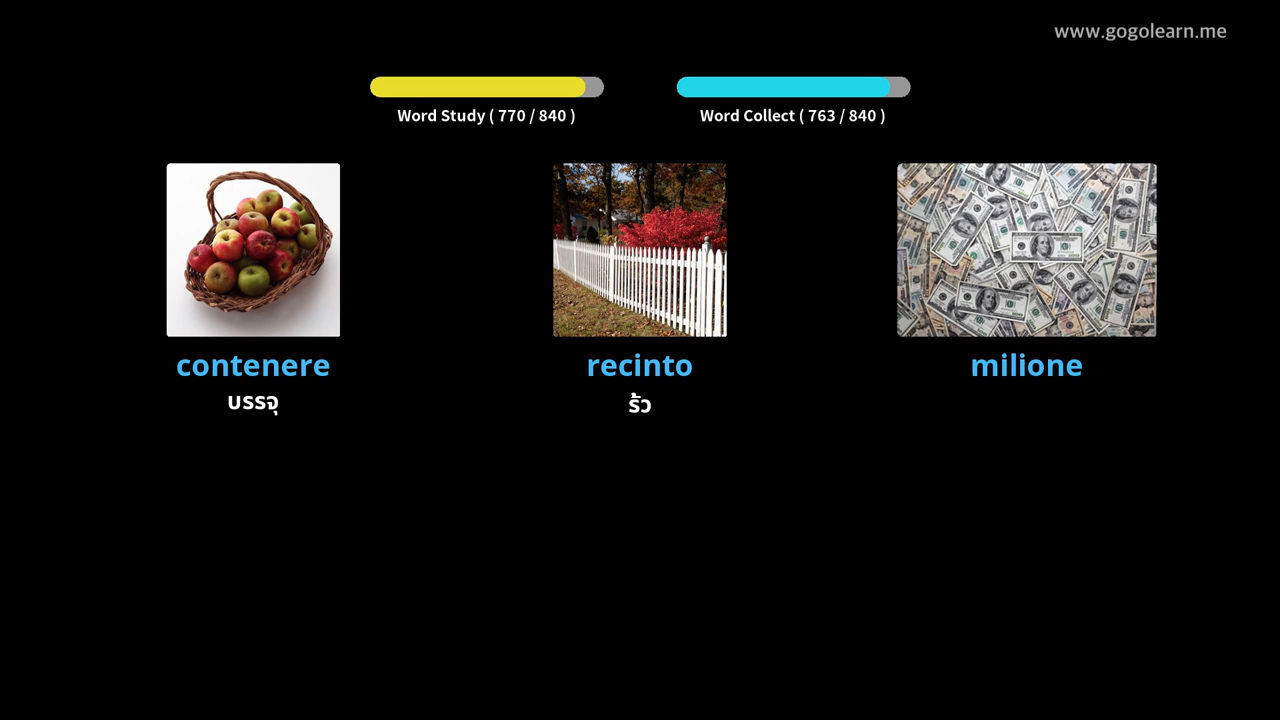 www.gogolearn.me
Word Study ( 770 / 840 )
Word Collect ( 763 / 840 )
contenere
recinto
milione
บรรจุ
รั้ว